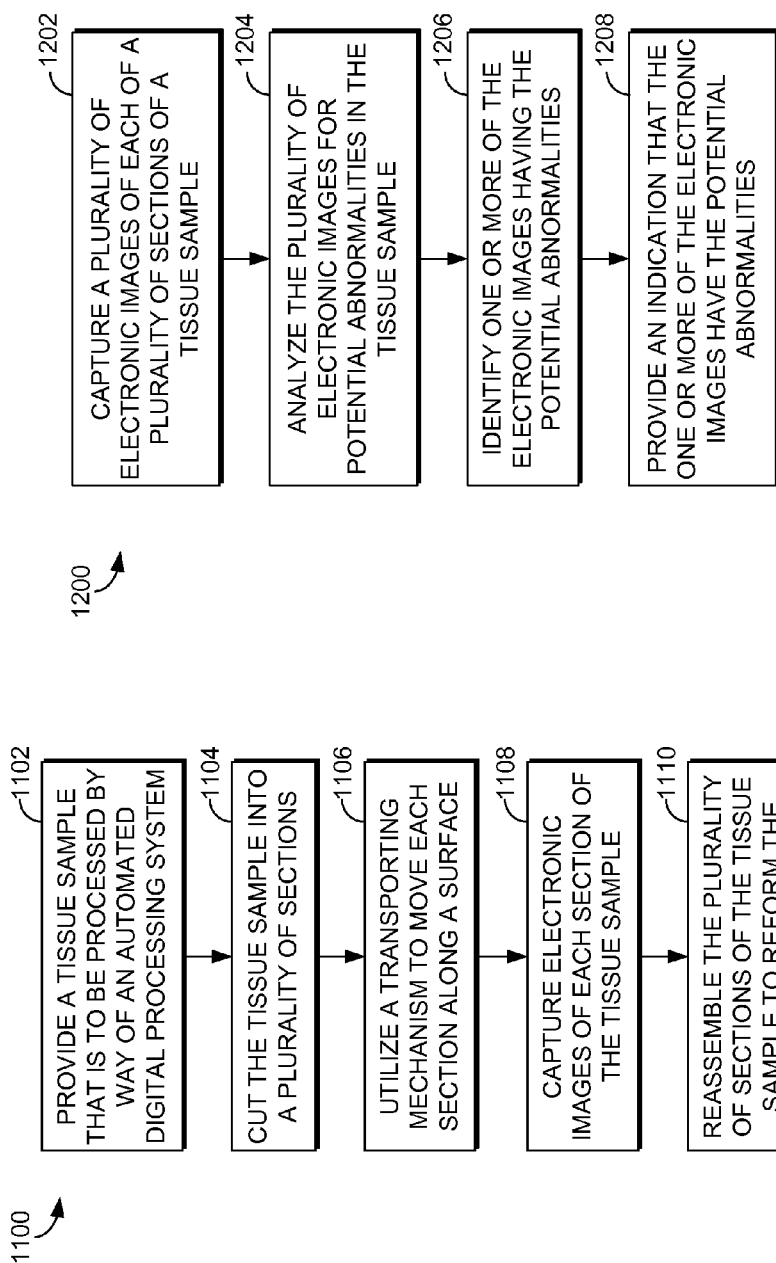 1100
1102
PROVIDE A TISSUE SAMPLE
THAT IS TO BE PROCESSED BY
WAY OF AN AUTOMATED
DIGITAL PROCESSING SYSTEM
1104
CUT THE TISSUE SAMPLE INTO
A PLURALITY OF SECTIONS
1106
UTILIZE A TRANSPORTING
MECHANISM TO MOVE EACH
SECTION ALONG A SURFACE
1108
CAPTURE ELECTRONIC
IMAGES OF EACH SECTION OF
THE TISSUE SAMPLE
1110
REASSEMBLE THE PLURALITY
OF SECTIONS OF THE TISSUE
SAMPLE TO REFORM THE
1200
1202
CAPTURE A PLURALITY OF
ELECTRONIC IMAGES OF EACH OF A
PLURALITY OF SECTIONS OF A
TISSUE SAMPLE
1204
ANALYZE THE PLURALITY OF
ELECTRONIC IMAGES FOR
POTENTIAL ABNORMALITIES IN THE
TISSUE SAMPLE
1206
IDENTIFY ONE OR MORE OF THE
ELECTRONIC IMAGES HAVING THE
POTENTIAL ABNORMALITIES
1208
PROVIDE AN INDICATION THAT THE
ONE OR MORE OF THE ELECTRONIC
IMAGES HAVE THE POTENTIAL
ABNORMALITIES